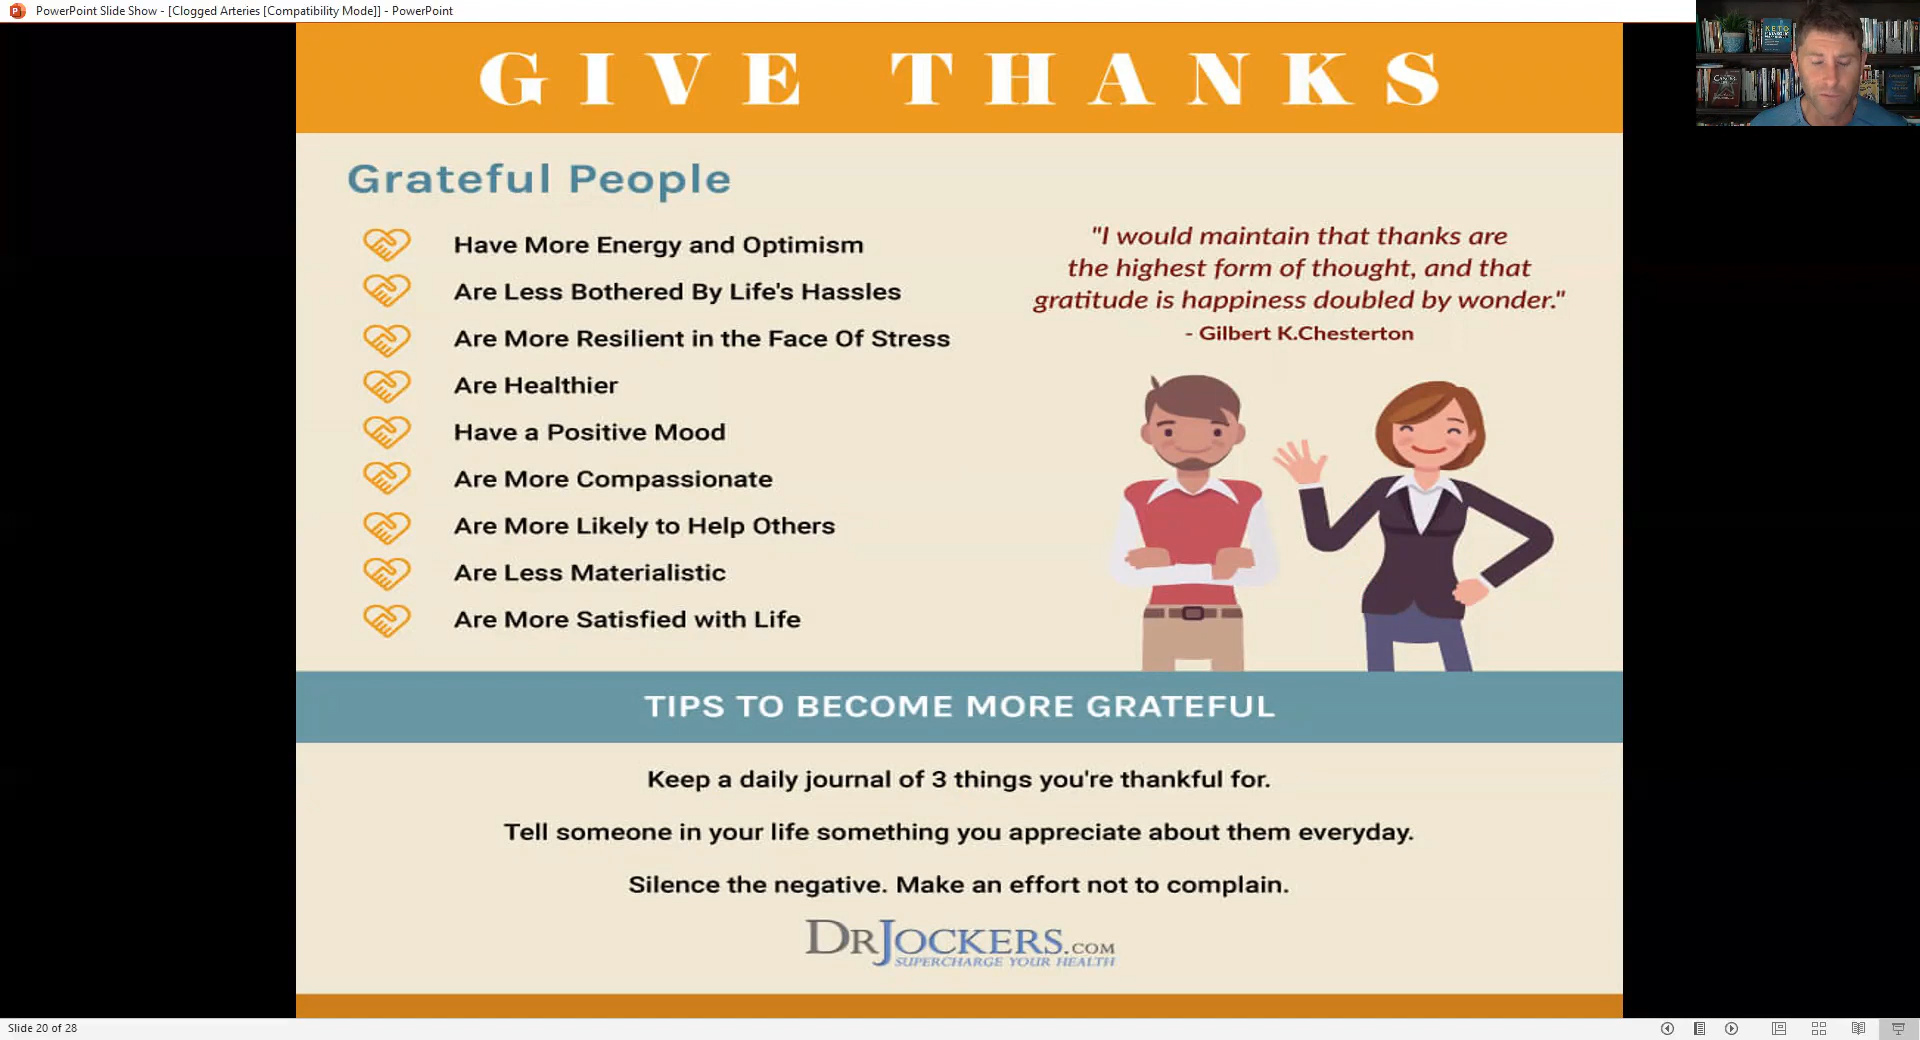 PowerPoint Slide Show - [Clogged Arteries [Compatibility Mode]] - PowerPoint
GIVE THANKS
Grateful People
Have More Energy and Optimism
Are Less Bothered By Life's Hassles
Are More Resilient in the Face Of Stress
Are Healthier
Have a Positive Mood
Are More Compassionate
Are More Likely to Help Others
Are Less Materialistic
Are More Satisfied with Life
"I would maintain that thanks are
the highest form of thought, and that
gratitude is happiness doubled by wonder."
- Gilbert K.Chesterton
TIPS TO BECOME MORE GRATEFUL
Keep a daily journal of 3 things you're thankful for.
Tell someone in your life something you appreciate about them everyday.
Silence the negative. Make an effort not to complain.
DRJOCKERS.COM
SUPERCHARGE YOUR HEALTH
Slide 20 of 28
KETO